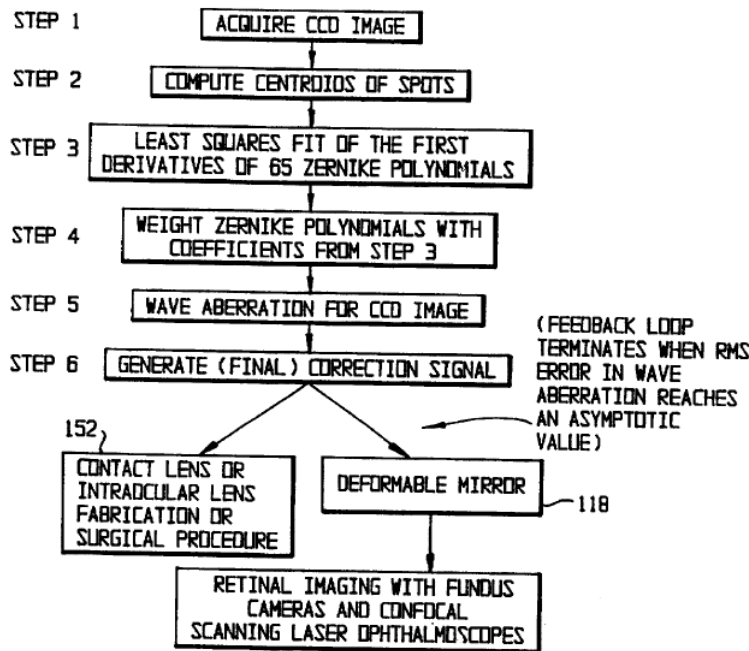 STEP 1
ACQUIRE CCD IMAGE
STEP 2
COMPUTE CENTROIDS OF SPOTS
STEP 3
LEAST SQUARES FIT OF THE FIRST
DERIVATIVES OF 65 ZERNIKE POLYNOMIALS
STEP 4
WEIGHT ZERNIKE POLYNOMIALS WITH
COEFFICIENTS FROM STEP 3
STEP 5
WAVE ABERRATION FOR CCD IMAGE
STEP 6
GENERATE (FINAL) CORRECTION SIGNAL
(FEEDBACK LOOP
TERMINATES WHEN RMS
ERROR IN WAVE
ABERRATION REACHES
AN ASYMPTOTIC
VALUE)
152
CONTACT LENS OR
INTRAOCULAR LENS
FABRICATION OR
SURGICAL PROCEDURE
DEFORMABLE MIRROR
118
RETINAL IMAGING WITH FUNDUS
CAMERAS AND CONFOCAL
SCANNING LASER OPHTHALMOSCOPES